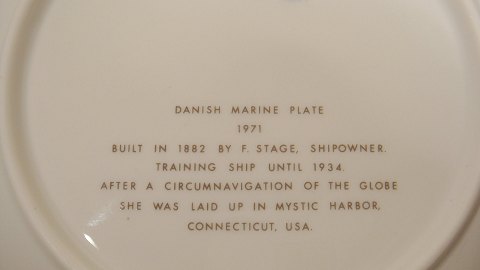 DANISH MARINE PLATE
1971
BUILT IN 1882 BY F. STAGE, SHIPOWNER.
TRAINING SHIP UNTIL 1934.
AFTER A CIRCUMNAVIGATION OF THE GLOBE
SHE WAS LAID UP IN MYSTIC HARBOR,
CONNECTICUT, USA.